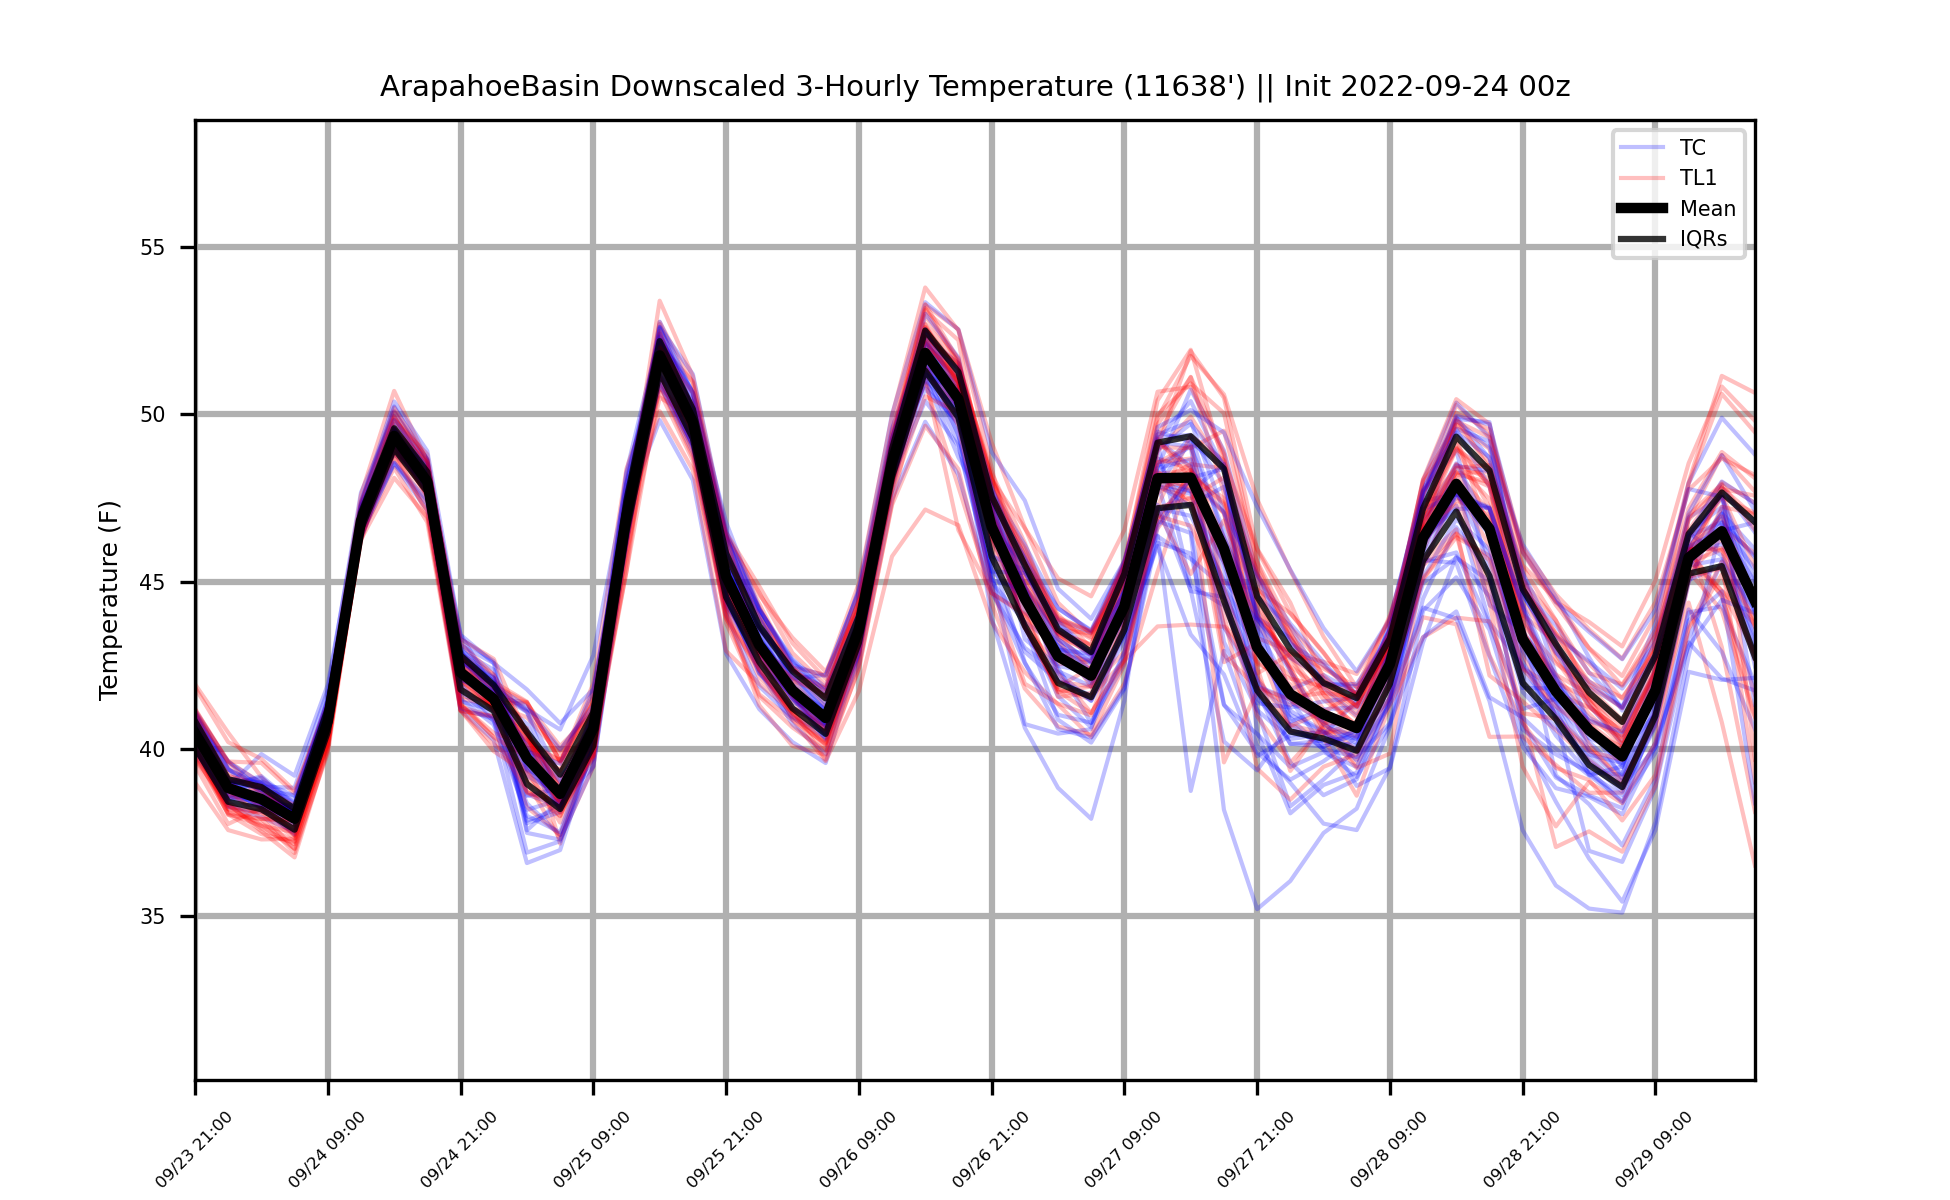 ArapahoeBasin Downscaled 3-Hourly Temperature (11638') || Init 2022-09-24 00z
TC
TL1
Mean
IQRs
Temperature (F)
55
50
45
40
35
09/23 21:00
09/24 09:00
09/24 21:00
09/25 09:00
09/25 21:00
09/26 09:00
09/26 21:00
09/27 09:00
09/27 21:00
09/28 09:00
09/28 21:00
09/29 09:00